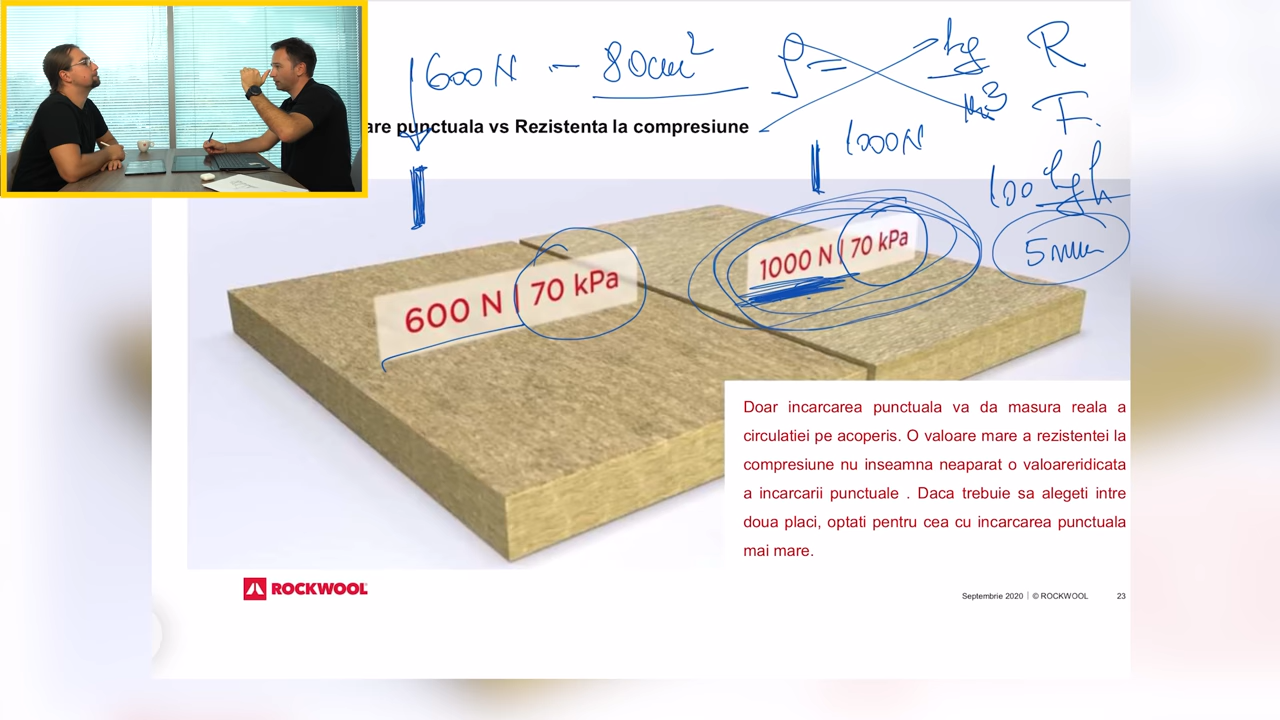 600N - 80cm²
ρ = kg
m³
R
F.
are punctuala vs Rezistenta la compresiune
1000N
100 kgf
5mm
600 N | 70 kPa
1000 N | 70 kPa
Doar incarcarea punctuala va da masura reala a
circulatiei pe acoperis. O valoare mare a rezistentei la
compresiune nu inseamna neaparat o valoareridicata
a incarcarii punctuale . Daca trebuie sa alegeti intre
doua placi, optati pentru cea cu incarcarea punctuala
mai mare.
ROCKWOOL
Septembrie 2020 | © ROCKWOOL 23